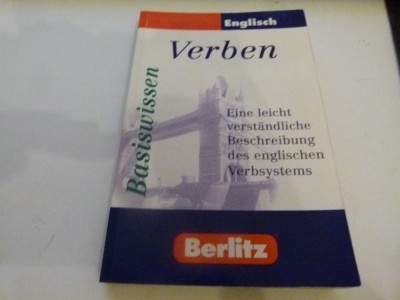 Englisch
Verben
Basiswissen
Eine leicht
verständliche
Beschreibung
des englischen
Verbsystems
Berlitz